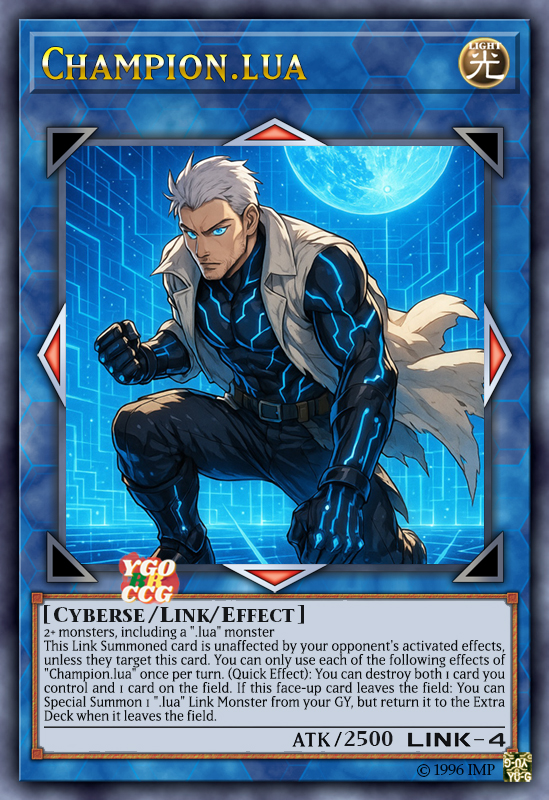 CHAMPION.LUA
LIGHT
光
YGO
BR
CCG
[CYBERSE/LINK/EFFECT]
2+ monsters, including a ".lua" monster
This Link Summoned card is unaffected by your opponent's activated effects,
unless they target this card. You can only use each of the following effects of
"Champion.lua" once per turn. (Quick Effect): You can destroy both 1 card you
control and 1 card on the field. If this face-up card leaves the field: You can
Special Summon 1 ".lua" Link Monster from your GY, but return it to the Extra
Deck when it leaves the field.
ATK/2500 LINK-4
©1996 IMP